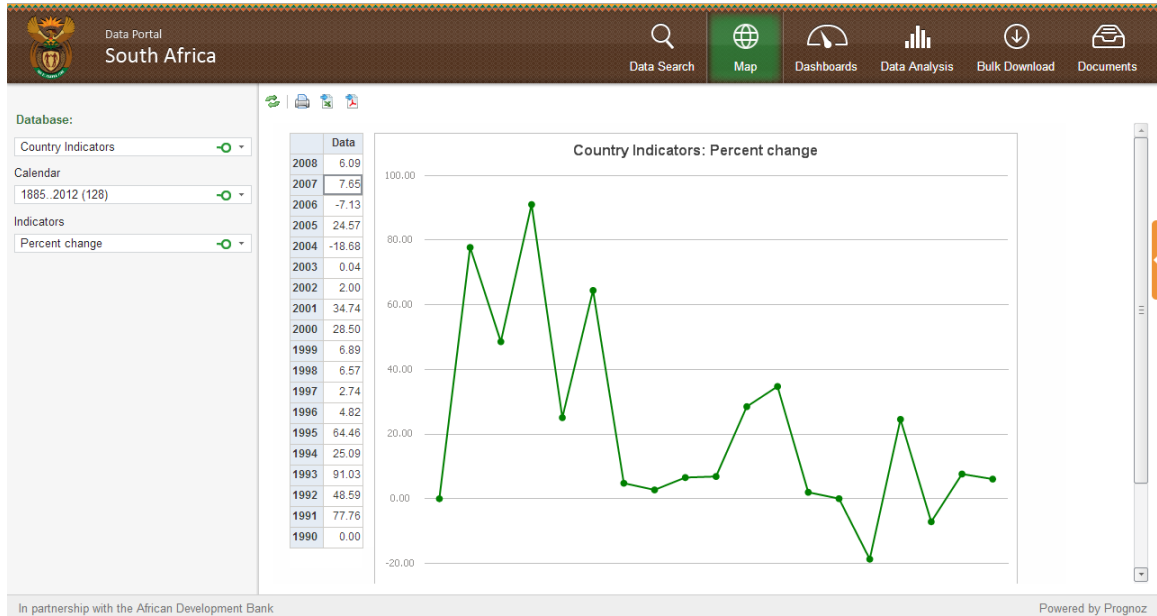 Data Portal
South Africa
Data Search
Map
Dashboards
Data Analysis
Bulk Download
Documents
Database:
Country Indicators
Calendar
1885..2012 (128)
Indicators
Percent change
Data
2008 6.09
2007 7.65
2006 -7.13
2005 24.57
2004 -18.68
2003 0.04
2002 2.00
2001 34.74
2000 28.50
1999 6.89
1998 6.57
1997 2.74
1996 4.82
1995 64.46
1994 25.09
1993 91.03
1992 48.59
1991 77.76
1990 0.00
Country Indicators: Percent change
100.00
80.00
60.00
40.00
20.00
0.00
-20.00
In partnership with the African Development Bank
Powered by Prognoz